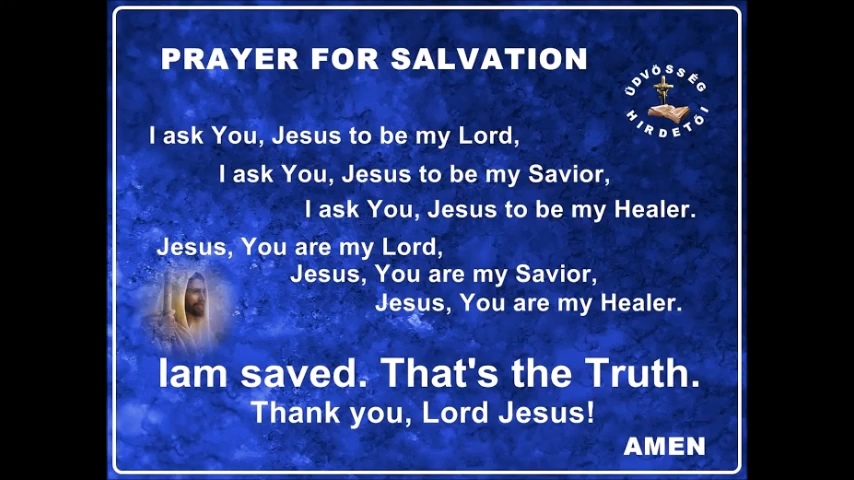 PRAYER FOR SALVATION
ÜDVÖSSÉG
HIRDETŐI
I ask You, Jesus to be my Lord,
I ask You, Jesus to be my Savior,
I ask You, Jesus to be my Healer.
Jesus, You are my Lord,
Jesus, You are my Savior,
Jesus, You are my Healer.
Iam saved. That's the Truth.
Thank you, Lord Jesus!
AMEN